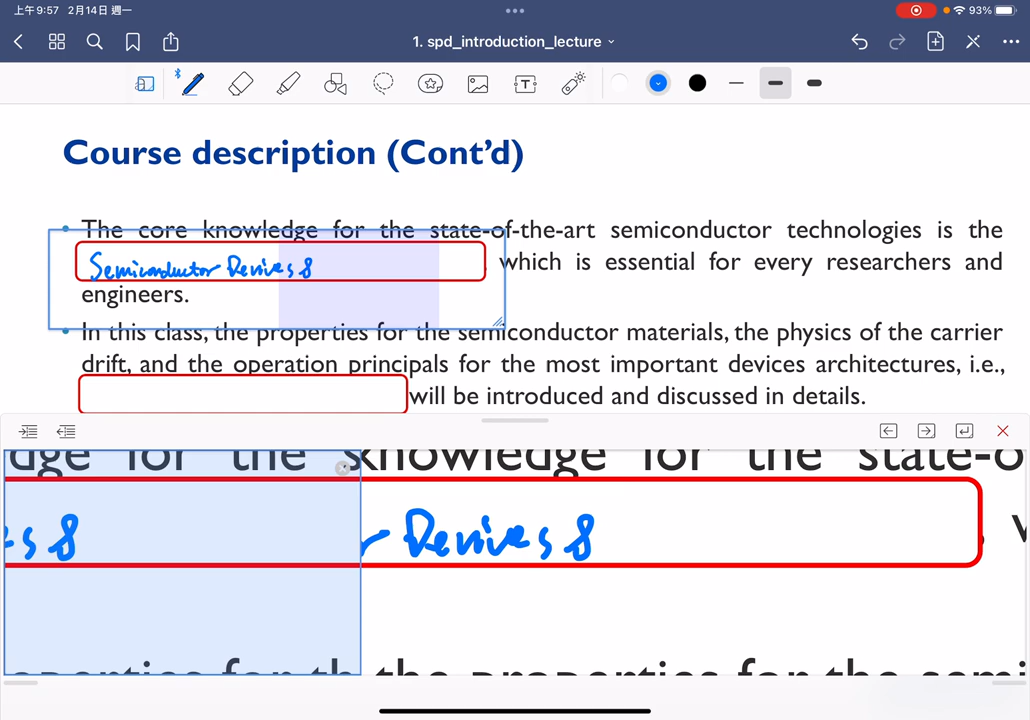 上午9:57 2月14日 週一
93%
1. spd_introduction_lecture
T
Course description (Cont’d)
• The core knowledge for the state-of-the-art semiconductor technologies is the
Semiconductor Devices & which is essential for every researchers and
engineers.
• In this class, the properties for the semiconductor materials, the physics of the carrier
drift, and the operation principals for the most important devices architectures, i.e.,
will be introduced and discussed in details.
dge for the knowledge for the state-o
es & r Devices &
operties for th the properties for the semi